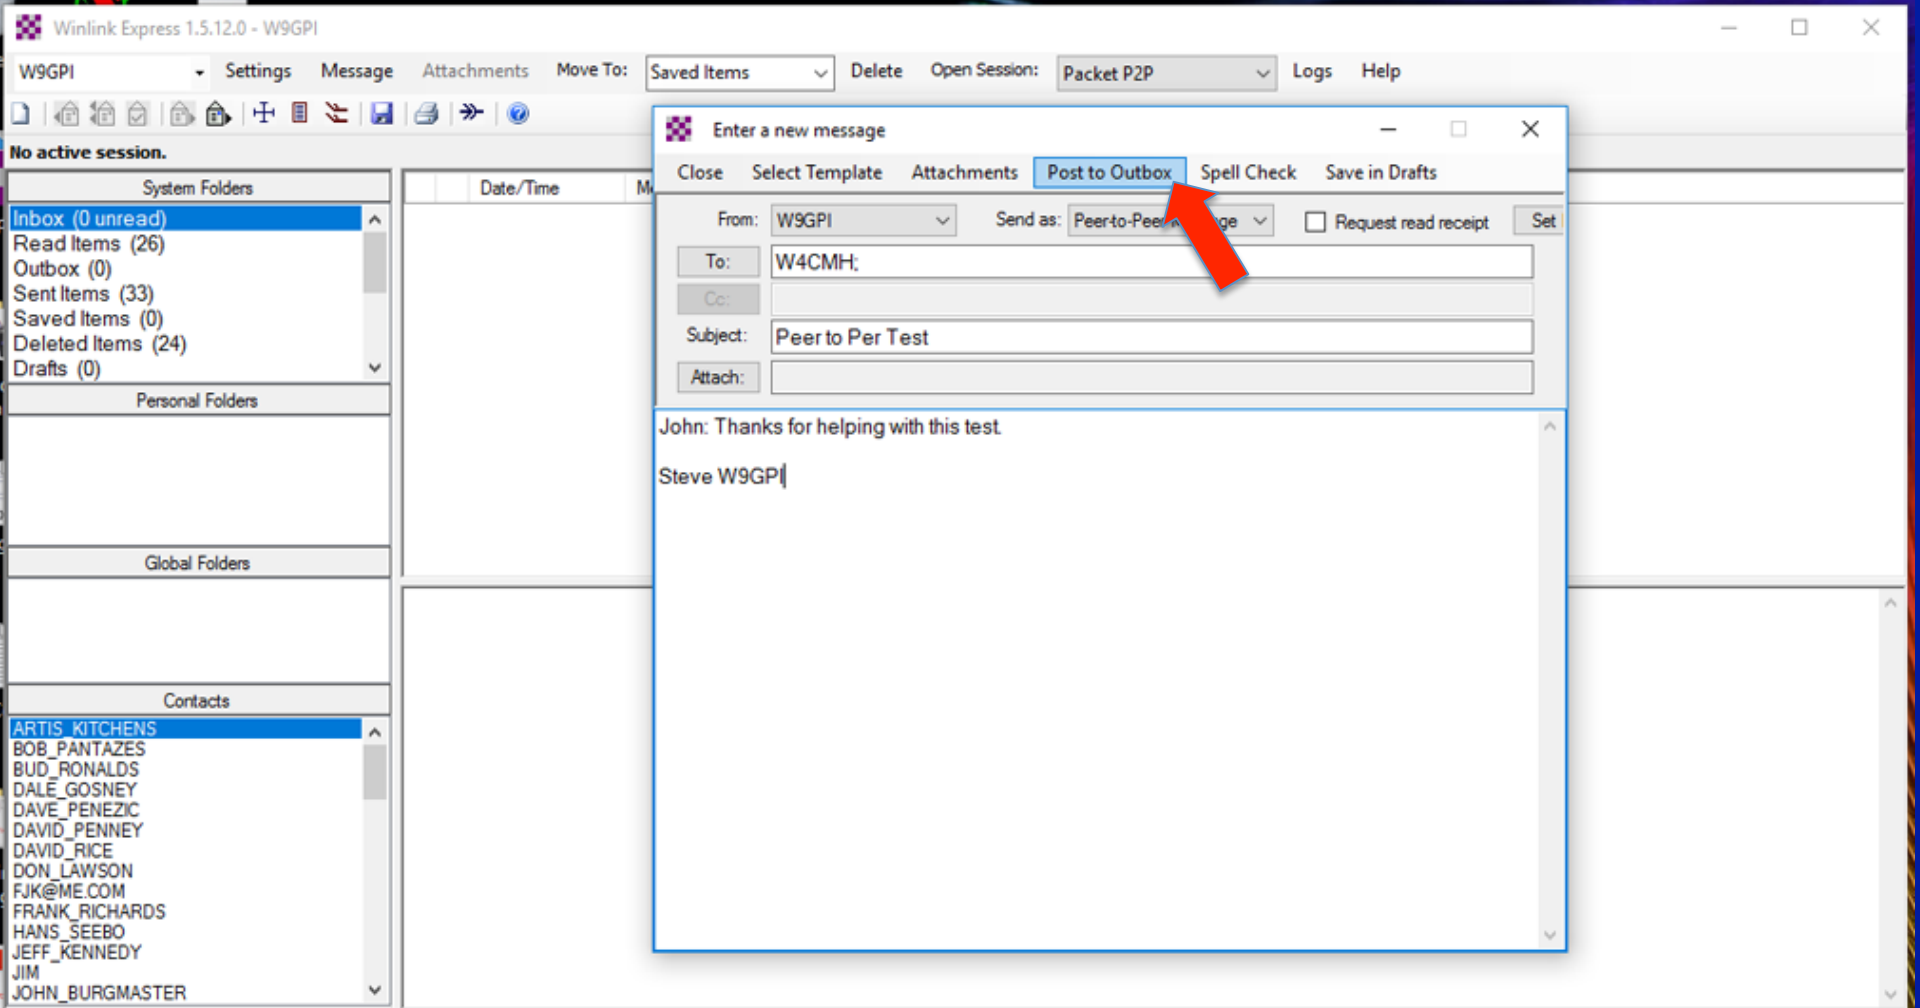 Winlink Express 1.5.12.0 - W9GPI
W9GPI Settings Message Attachments Move To: Saved Items Delete Open Session: Packet P2P Logs Help
No active session.
System Folders
Inbox (0 unread)
Read Items (26)
Outbox (0)
Sent Items (33)
Saved Items (0)
Deleted Items (24)
Drafts (0)
Personal Folders
Global Folders
Contacts
ARTIS_KITCHENS
BOB_PANTAZES
BUD_RONALDS
DALE_GOSNEY
DAVE_PENEZIC
DAVID_PENNEY
DAVID_RICE
DON_LAWSON
FJK@ME.COM
FRANK_RICHARDS
HANS_SEEBO
JEFF_KENNEDY
JIM
JOHN_BURGMASTER
Date/Time
Enter a new message
Close Select Template Attachments Post to Outbox Spell Check Save in Drafts
From: W9GPI Send as: Peer-to-Peer Request read receipt Set
To: W4CMH;
Cc:
Subject: Peer to Per Test
Attach:
John: Thanks for helping with this test.
Steve W9GPI